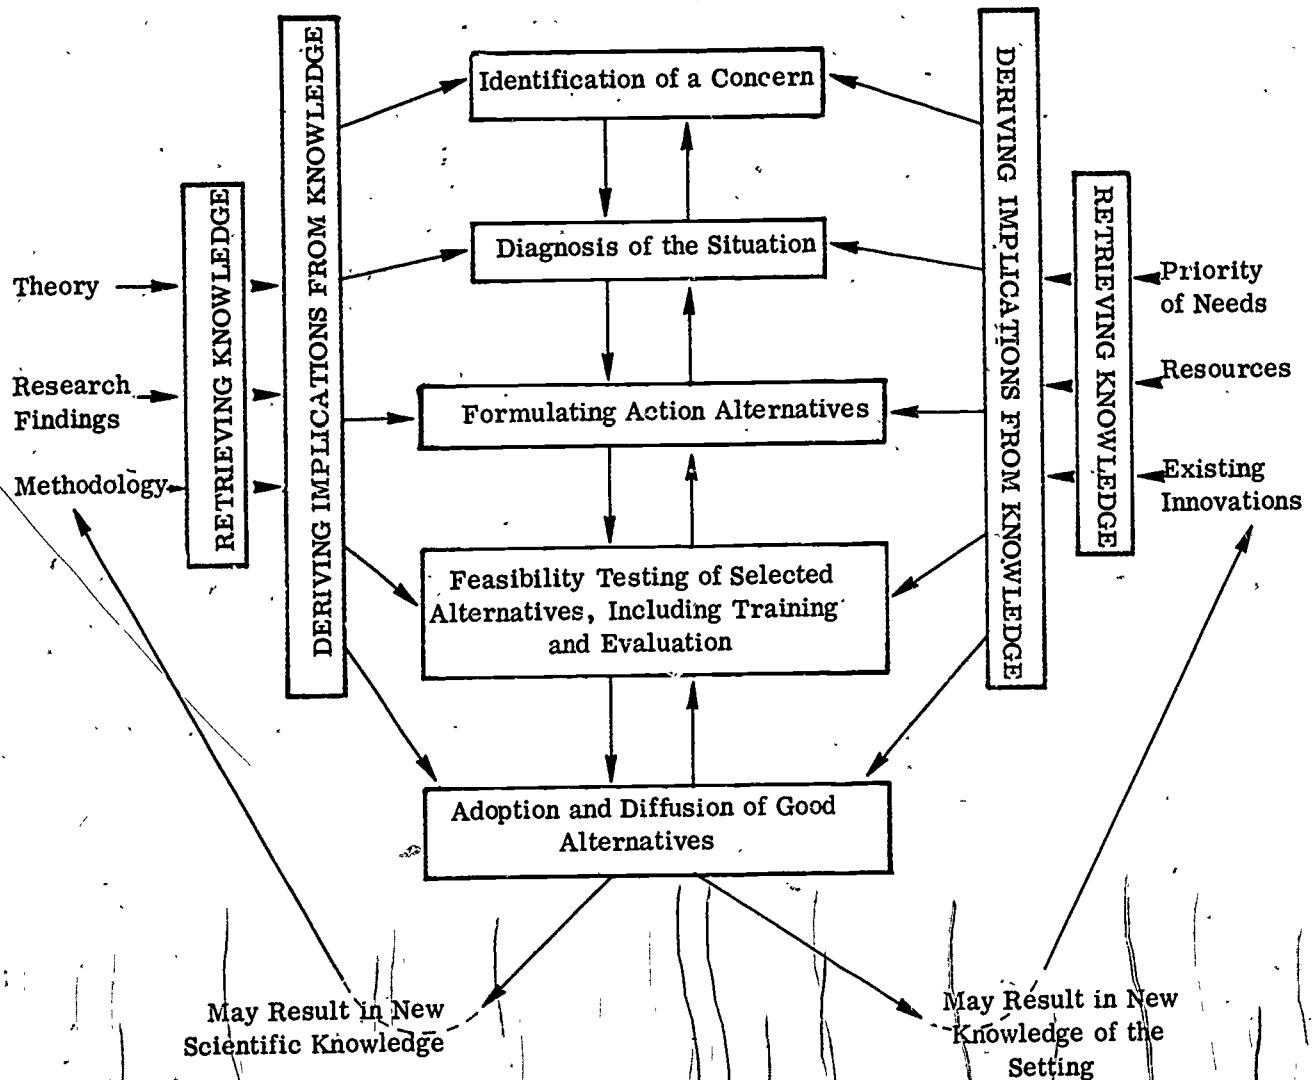 Identification of a Concern
Diagnosis of the Situation
Formulating Action Alternatives
Feasibility Testing of Selected
Alternatives, Including Training
and Evaluation
Adoption and Diffusion of Good
Alternatives
DERIVING IMPLICATIONS FROM KNOWLEDGE
RETRIEVING KNOWLEDGE
Theory
Research
Findings
Methodology
DERIVING IMPLICATIONS FROM KNOWLEDGE
RETRIEVING KNOWLEDGE
Priority
of Needs
Resources
Existing
Innovations
May Result in New
Scientific Knowledge
May Result in New
Knowledge of the
Setting